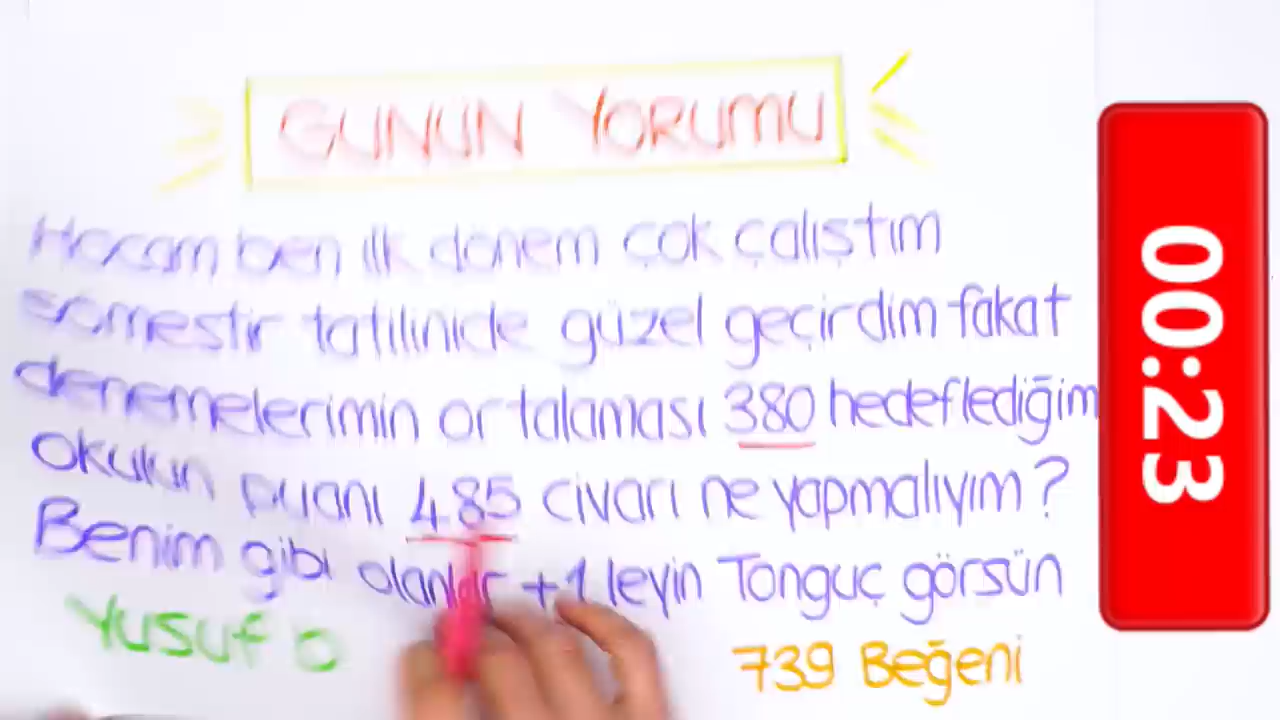 GÜNÜN YORUMU
Hocam ben ilk dönem çok çalıştım
sömestir tatilinide güzel geçirdim fakat
denemelerimin ortalaması 380 hedeflediğim
okulun puanı 485 civarı ne yapmalıyım?
Benim gibi olanlar +1 leyin Tonguç görsün
Yusuf b
739 Beğeni
00:23